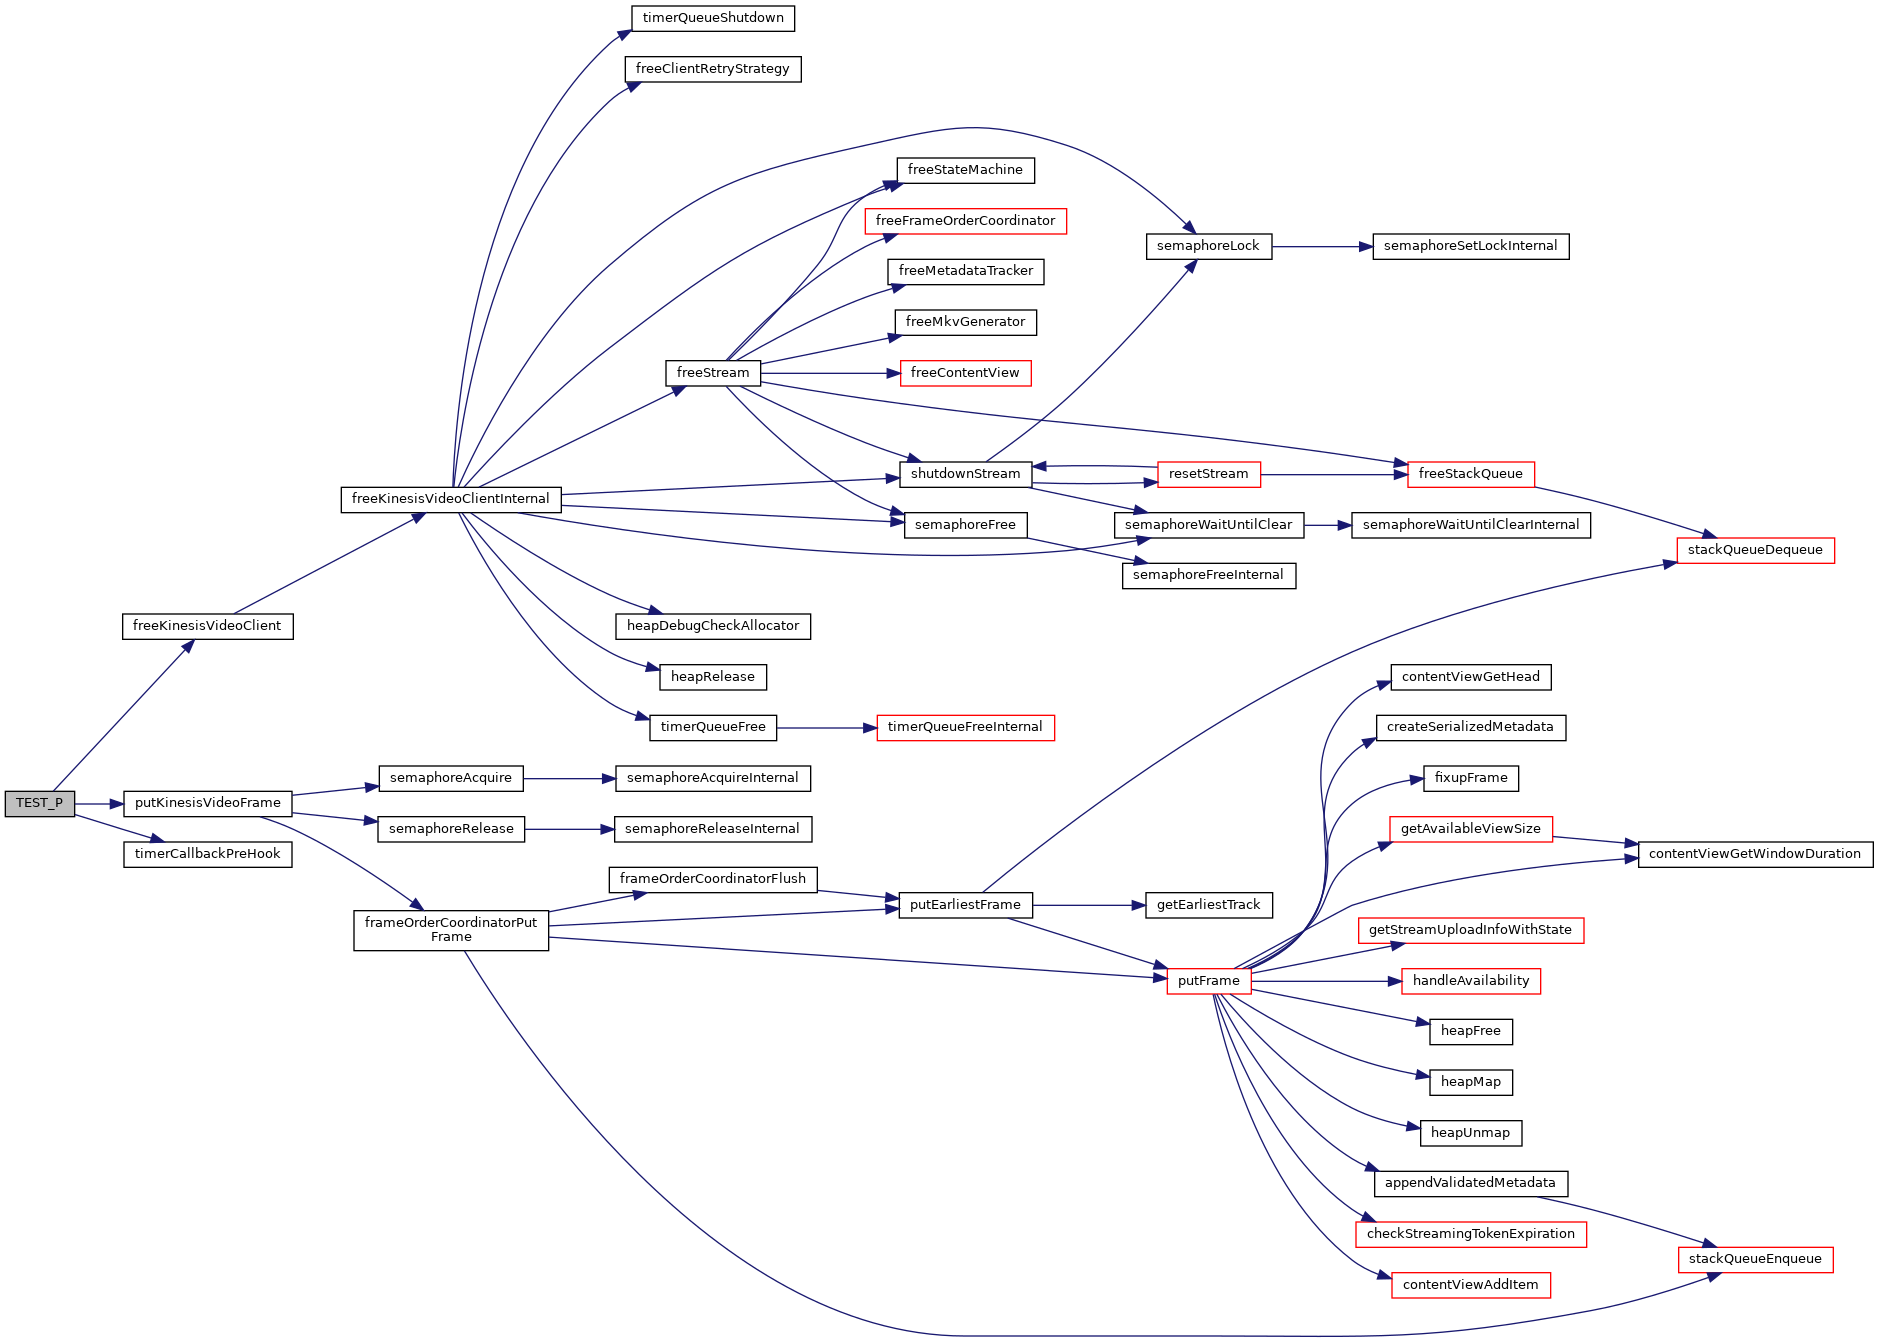 timerQueueShutdown
freeClientRetryStrategy
freeStateMachine
freeFrameOrderCoordinator
semaphoreLock
semaphoreSetLockInternal
freeMetadataTracker
freeMkvGenerator
freeStream
freeContentView
shutdownStream
resetStream
freeStackQueue
freeKinesisVideoClientInternal
semaphoreFree
semaphoreWaitUntilClear
semaphoreWaitUntilClearInternal
stackQueueDequeue
semaphoreFreeInternal
freeKinesisVideoClient
heapDebugCheckAllocator
heapRelease
contentViewGetHead
timerQueueFree
timerQueueFreeInternal
createSerializedMetadata
semaphoreAcquire
semaphoreAcquireInternal
fixupFrame
TEST_P
putKinesisVideoFrame
semaphoreRelease
semaphoreReleaseInternal
getAvailableViewSize
timerCallbackPreHook
contentViewGetWindowDuration
frameOrderCoordinatorFlush
putEarliestFrame
getEarliestTrack
frameOrderCoordinatorPut
Frame
getStreamUploadInfoWithState
putFrame
handleAvailability
heapFree
heapMap
heapUnmap
appendValidatedMetadata
checkStreamingTokenExpiration
stackQueueEnqueue
contentViewAddItem